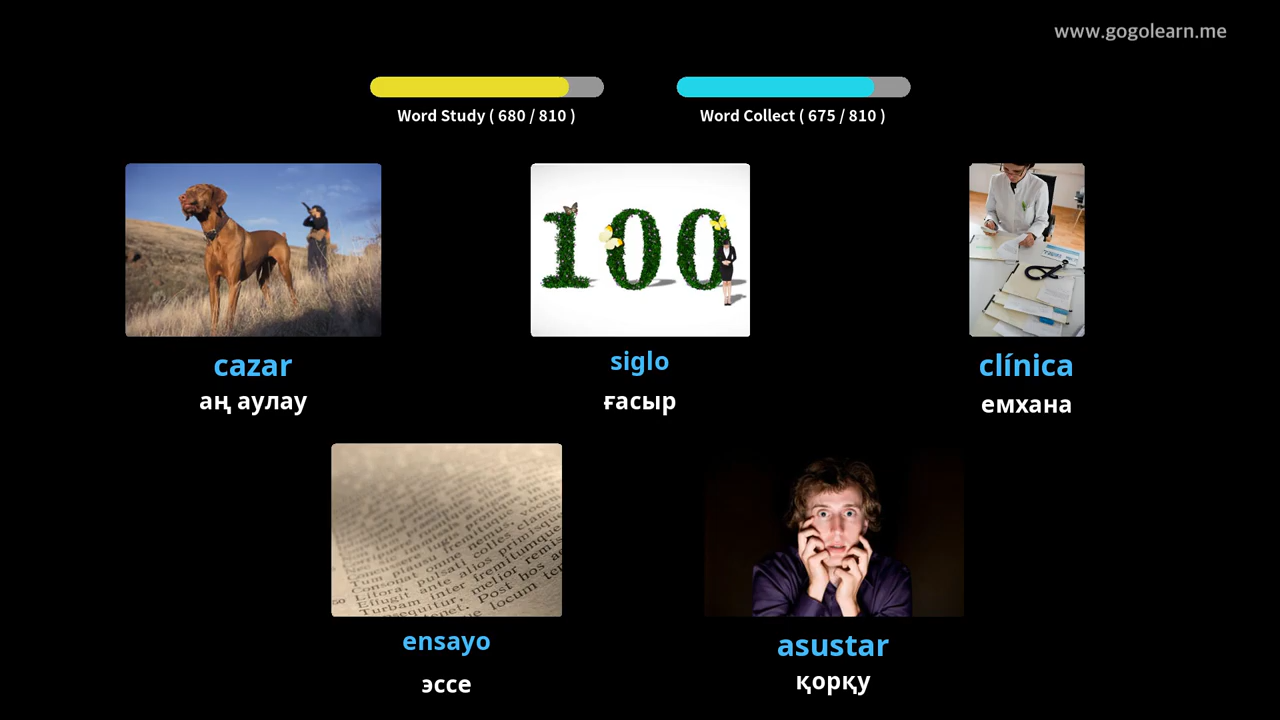 www.gogolearn.me
Word Study ( 680 / 810 )
Word Collect ( 675 / 810 )
cazar
аң аулау
siglo
ғасыр
clínica
емхана
100
ensayo
эссе
asustar
қорқу